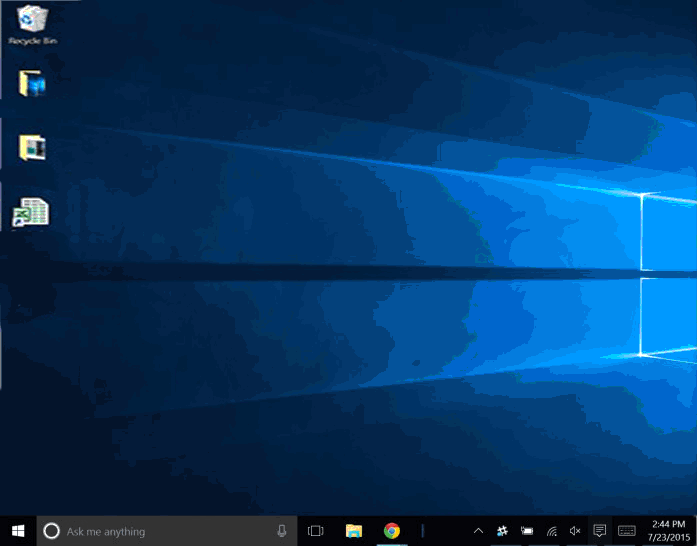 Recycle Bin
Ask me anything
2:44 PM
7/23/2015